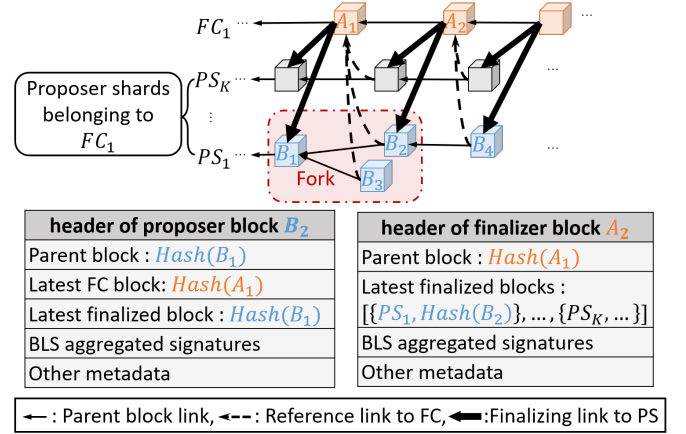 FC₁ ... A₁ A₂ ...
PS_K ... ...
Proposer shards
belonging to
FC₁
⋮
PS₁ ... B₁ B₂ B₄ ...
B₃
Fork
header of proposer block B₂
Parent block : Hash(B₁)
Latest FC block: Hash(A₁)
Latest finalized block : Hash(B₁)
BLS aggregated signatures
Other metadata
header of finalizer block A₂
Parent block : Hash(A₁)
Latest finalized blocks :
[{PS₁, Hash(B₂)}, ... , {PS_K, ... }]
BLS aggregated signatures
Other metadata
: Parent block link, : Reference link to FC, :Finalizing link to PS